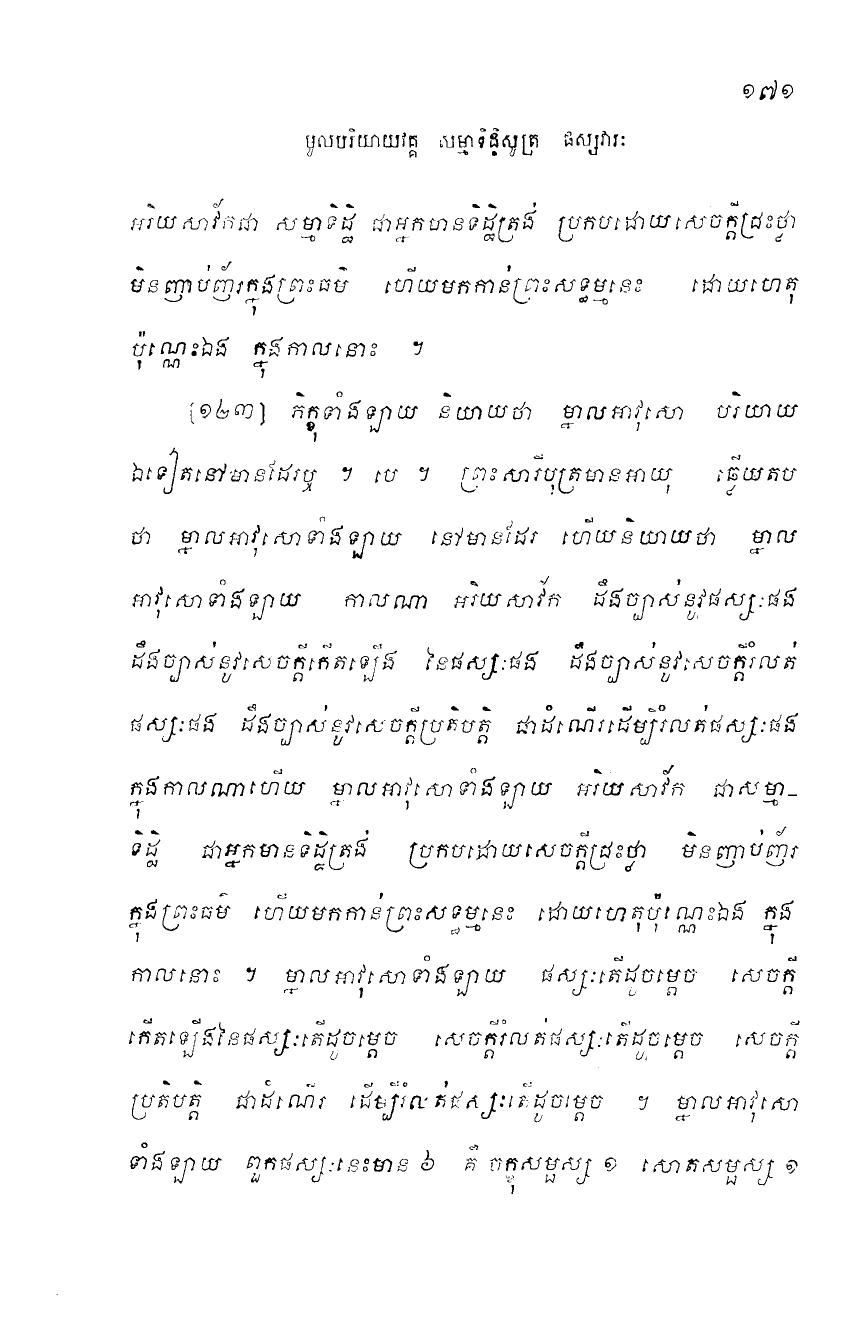 ១៧១
មូលបរិយាយវគ្គ សម្មាទិដ្ឋិសូត្រ ផស្សវារៈ
អរិយសាវ័កជា សម្មាទិដ្ឋិ ជាអ្នកមានទិដ្ឋិត្រង់ ប្រកបដោយសេចក្តីជ្រះថ្លា
មិនញាប់ញ័រក្នុងព្រះធម៌ ហើយមកកាន់ព្រះសទ្ធម្មនេះ ដោយហេតុ
ប៉ុណ្ណេះឯង ក្នុងកាលនោះ ។
[១២៣] ភិក្ខុទាំងឡាយ និយាយថា ម្នាលអាវុសោ បរិយាយ
ឯទៀតនៅមានដែរឬ ។ បេ ។ ព្រះសារីបុត្រមានអាយុ ឆ្លើយតប
ថា ម្នាលអាវុសោទាំងឡាយ នៅមានដែរ ហើយនិយាយថា ម្នាល
អាវុសោទាំងឡាយ កាលណា អរិយសាវ័ក ដឹងច្បាស់នូវផស្សៈផង
ដឹងច្បាស់នូវសេចក្តីកើតឡើង នៃផស្សៈផង ដឹងច្បាស់នូវសេចក្តីរំលត់
ផស្សៈផង ដឹងច្បាស់នូវសេចក្តីប្រតិបត្តិ ជាដំណើរដើម្បីរំលត់ផស្សៈផង
ក្នុងកាលណាហើយ ម្នាលអាវុសោទាំងឡាយ អរិយសាវ័ក ជាសម្មា-
ទិដ្ឋិ ជាអ្នកមានទិដ្ឋិត្រង់ ប្រកបដោយសេចក្តីជ្រះថ្លា មិនញាប់ញ័រ
ក្នុងព្រះធម៌ ហើយមកកាន់ព្រះសទ្ធម្មនេះ ដោយហេតុប៉ុណ្ណេះឯង ក្នុង
កាលនោះ ។ ម្នាលអាវុសោទាំងឡាយ ផស្សៈតើដូចម្តេច សេចក្តី
កើតឡើងនៃផស្សៈតើដូចម្តេច សេចក្តីរំលត់ផស្សៈតើដូចម្តេច សេចក្តី
ប្រតិបត្តិ ជាដំណើរ ដើម្បីរំលត់ផស្សៈតើដូចម្តេច ។ ម្នាលអាវុសោ
ទាំងឡាយ ពួកផស្សៈនេះមាន ៦ គឺ ចក្ខុសម្ផស្ស ១ សោតសម្ផស្ស ១